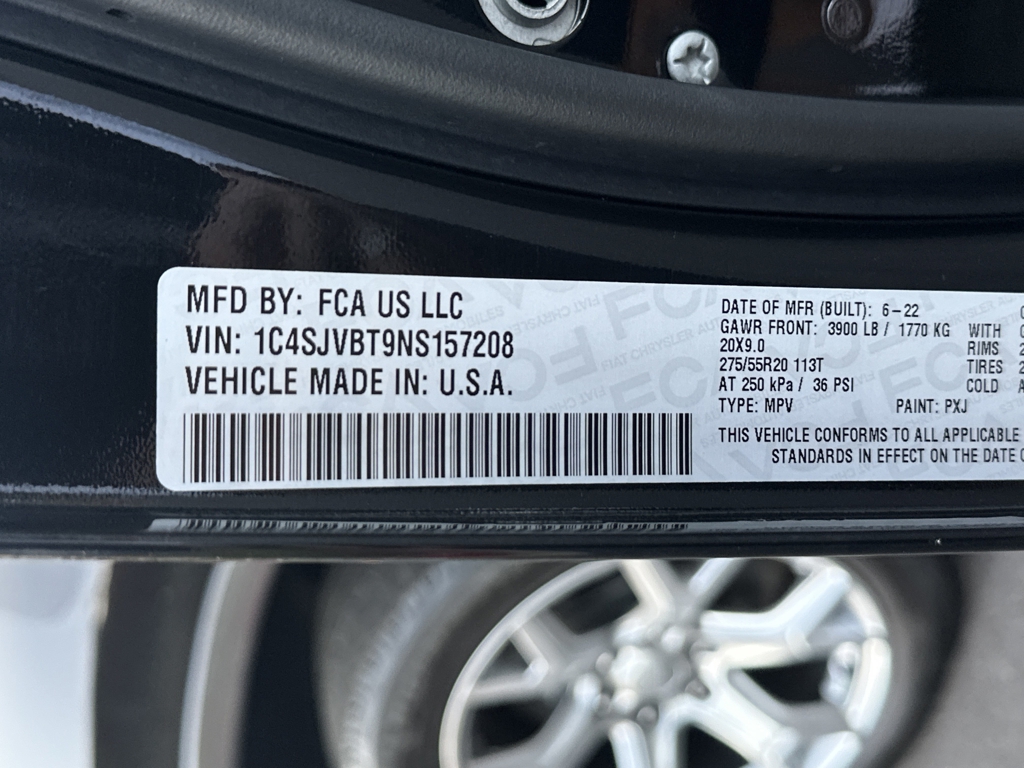 MFD BY: FCA US LLC
VIN: 1C4SJVBT9NS157208
VEHICLE MADE IN: U.S.A.
DATE OF MFR (BUILT): 6-22
GAWR FRONT: 3900 LB / 1770 KG WITH
20X9.0 RIMS
275/55R20 113T TIRES
AT 250 kPa / 36 PSI COLD
TYPE: MPV PAINT: PXJ
THIS VEHICLE CONFORMS TO ALL APPLICABLE
STANDARDS IN EFFECT ON THE DATE